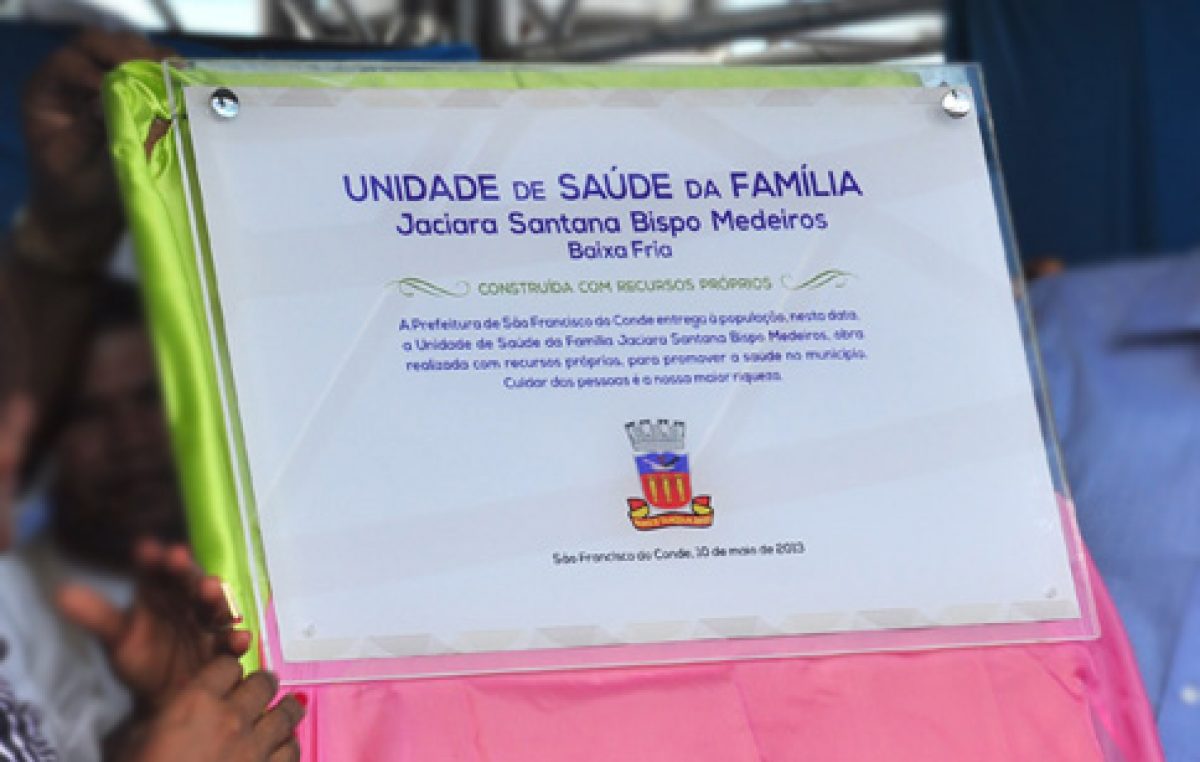 UNIDADE DE SAÚDE DA FAMÍLIA
Jaciara Santana Bispo Medeiros
Baixa Fria
CONSTRUÍDA COM RECURSOS PRÓPRIOS
A Prefeitura de São Francisco do Conde entrega à população, nesta data,
a Unidade de Saúde da Família Jaciara Santana Bispo Medeiros, obra
realizada com recursos próprios, para promover a saúde no município.
Cuidar das pessoas é a nossa maior riqueza.
São Francisco do Conde, 10 de maio de 2013